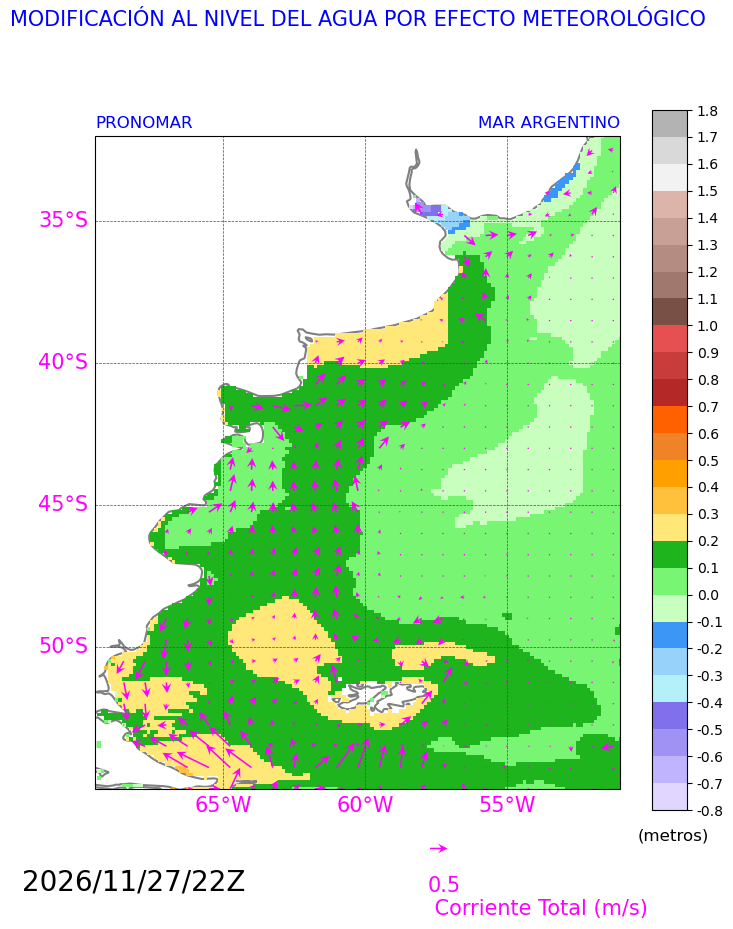 MODIFICACIÓN AL NIVEL DEL AGUA POR EFECTO METEOROLÓGICO
PRONOMAR
MAR ARGENTINO
35°S
40°S
45°S
50°S
65°W
60°W
55°W
1.8
1.7
1.6
1.5
1.4
1.3
1.2
1.1
1.0
0.9
0.8
0.7
0.6
0.5
0.4
0.3
0.2
0.1
0.0
-0.1
-0.2
-0.3
-0.4
-0.5
-0.6
-0.7
-0.8
(metros)
2026/11/27/22Z
0.5
Corriente Total (m/s)